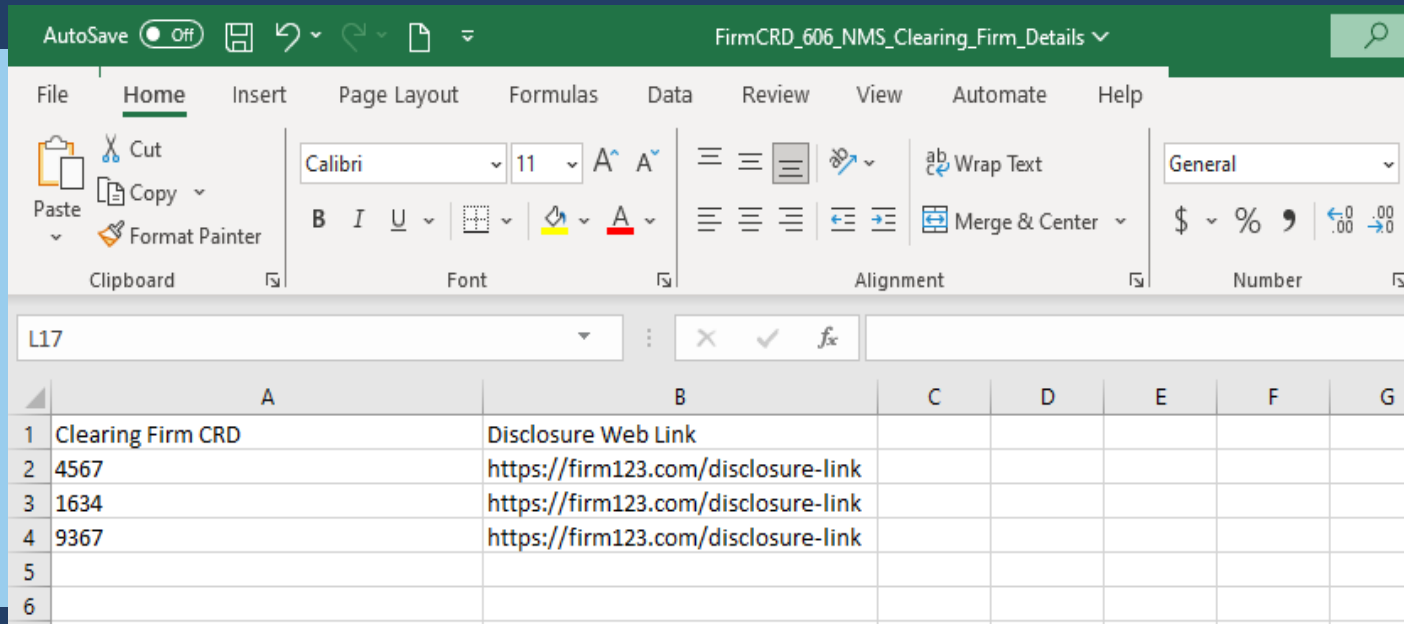 AutoSave Off FirmCRD_606_NMS_Clearing_Firm_Details
File Home Insert Page Layout Formulas Data Review View Automate Help
Paste
Cut
Copy
Format Painter
Clipboard
Calibri 11 A A
B I U A
Font
ab Wrap Text
c
Merge & Center
Alignment
General
$ % , .00 .00
Number
L17 fx
A B C D E F G
1 Clearing Firm CRD Disclosure Web Link
2 4567 https://firm123.com/disclosure-link
3 1634 https://firm123.com/disclosure-link
4 9367 https://firm123.com/disclosure-link
5
6